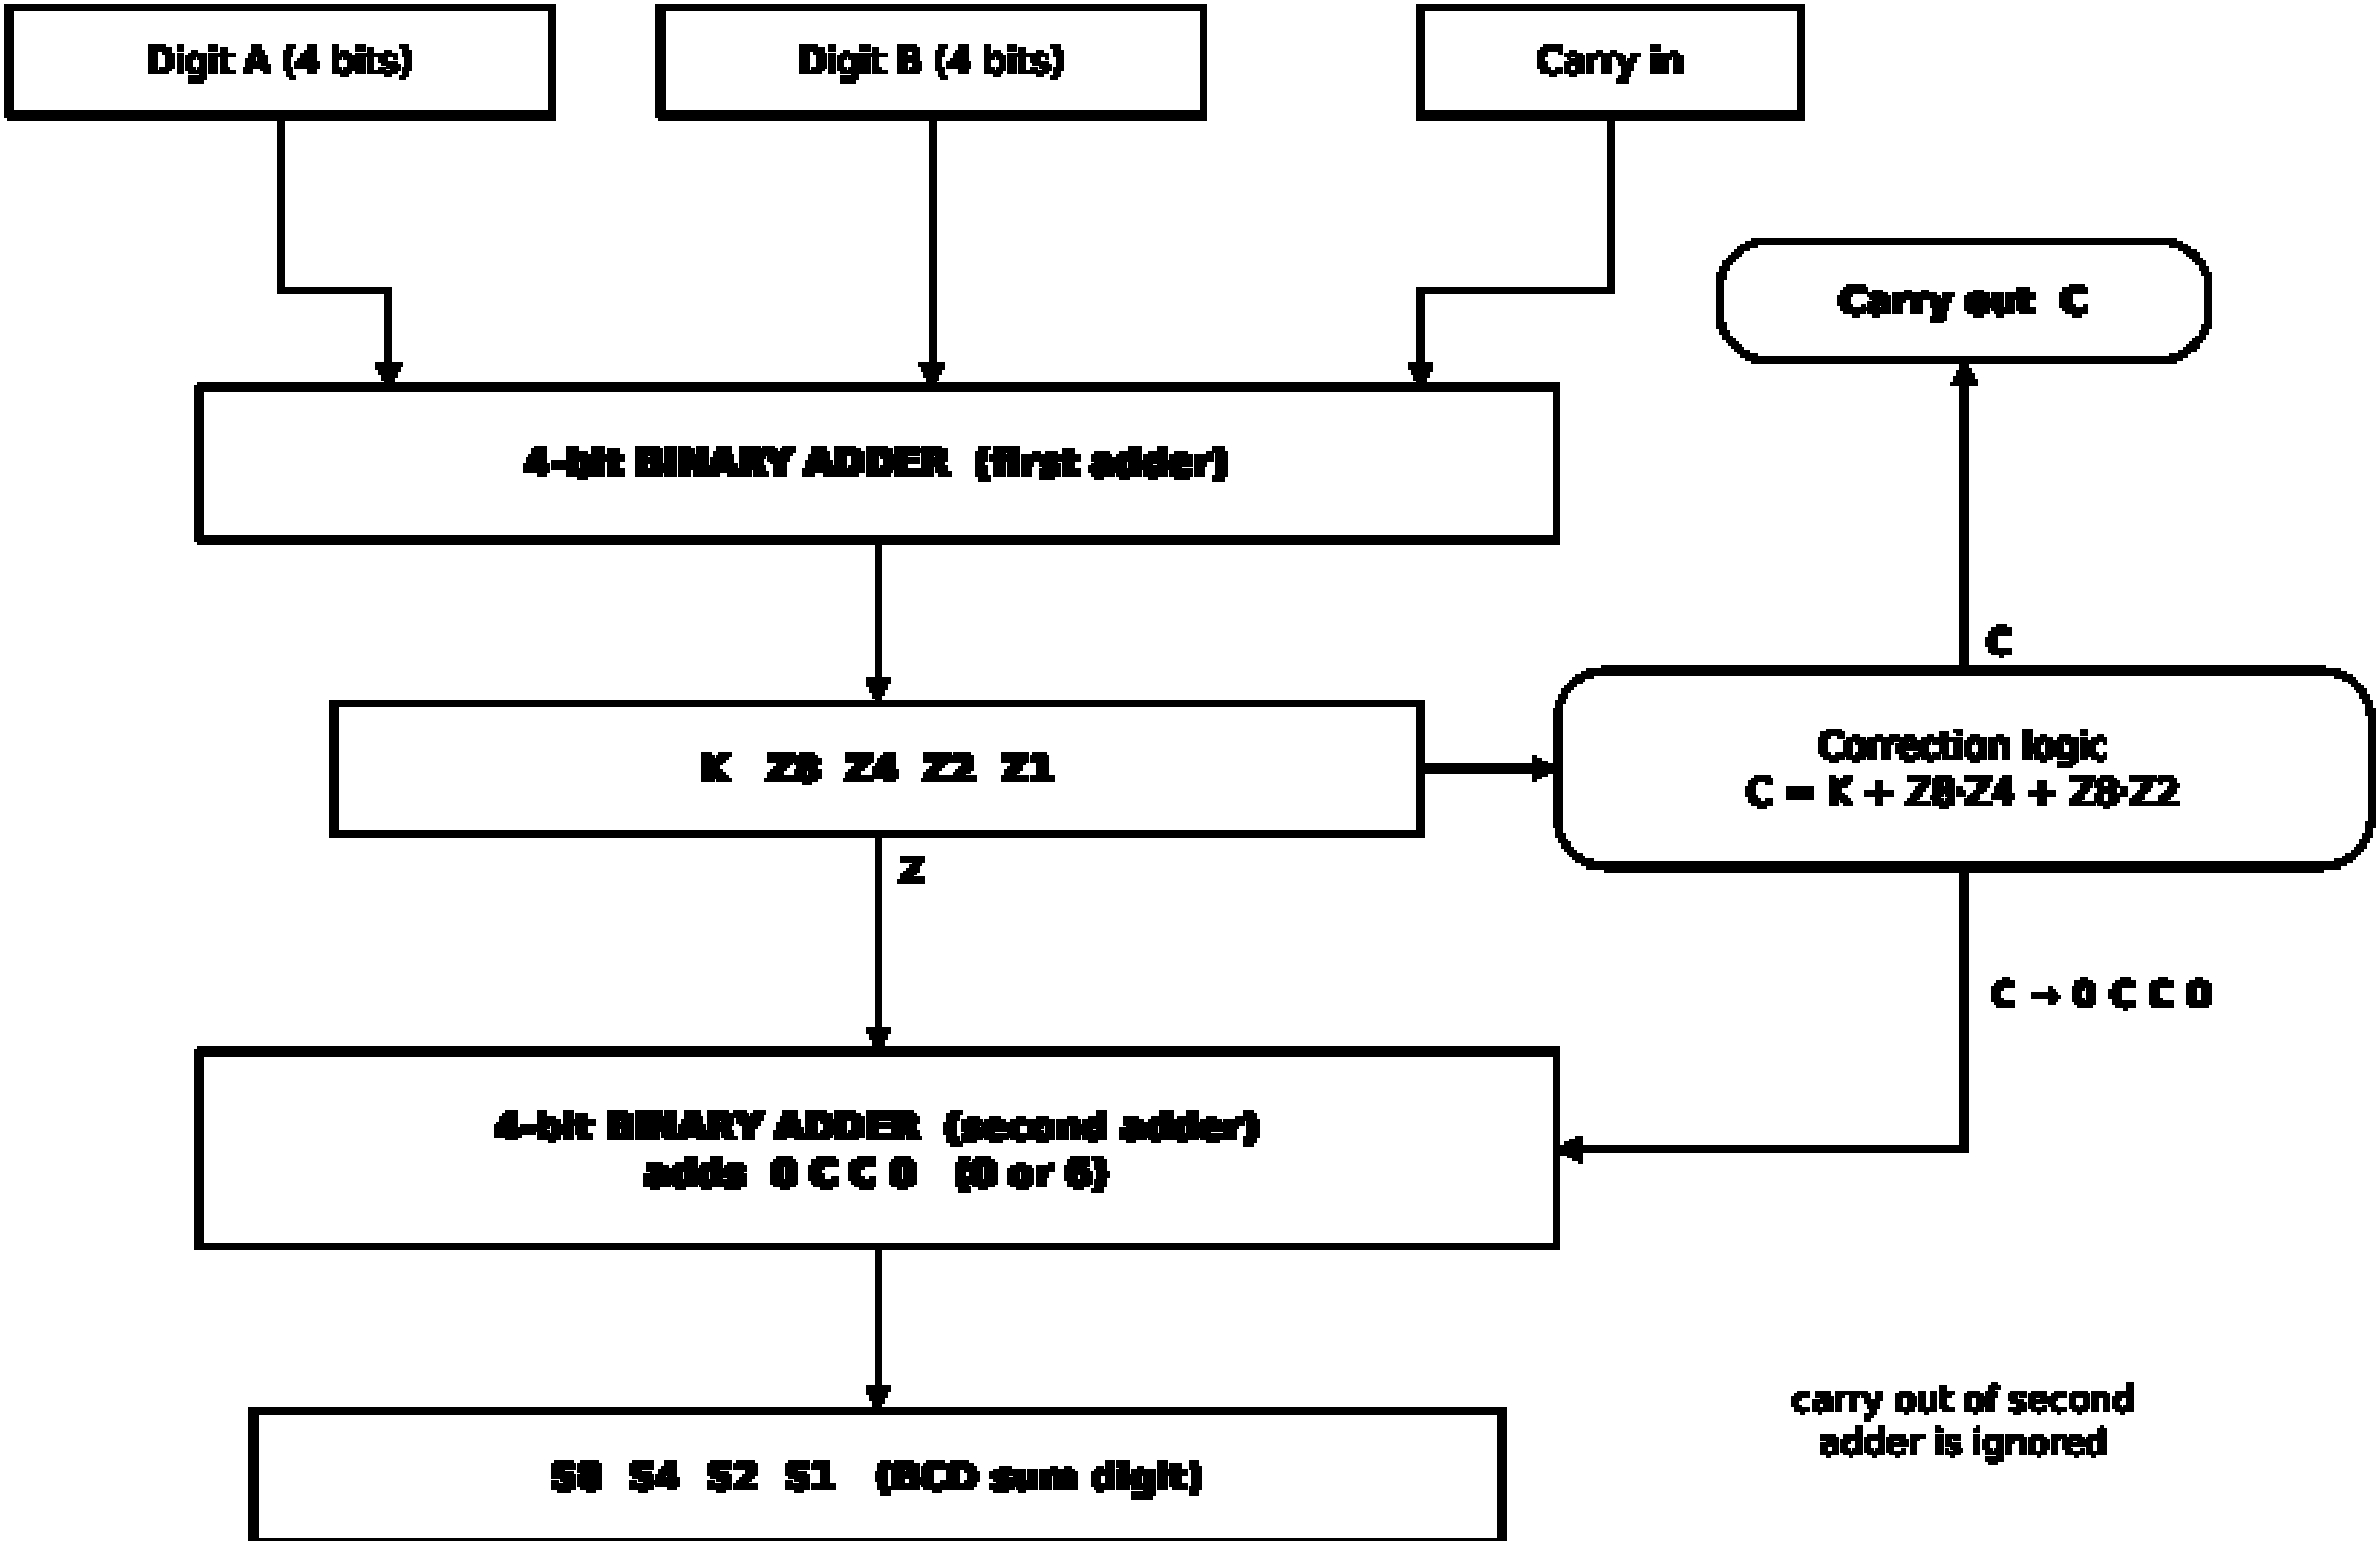 Digit A (4 bits)
Digit B (4 bits)
Carry in
Carry out C
4-bit BINARY ADDER (first adder)
C
K Z8 Z4 Z2 Z1
Correction logic
C = K + Z8·Z4 + Z8·Z2
Z
C → 0 C C 0
4-bit BINARY ADDER (second adder)
adds 0 C C 0 (0 or 6)
carry out of second
adder is ignored
S8 S4 S2 S1 (BCD sum digit)